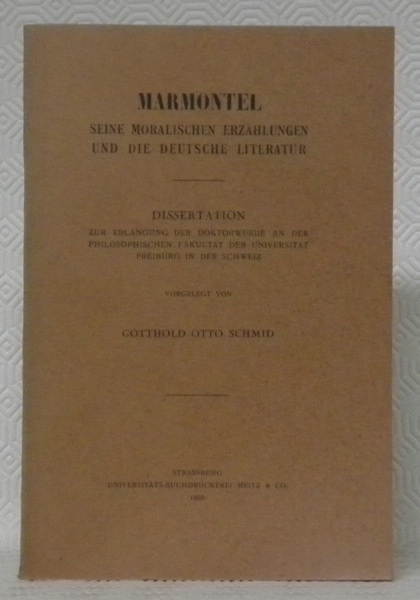 MARMONTEL
SEINE MORALISCHEN ERZÄHLUNGEN
UND DIE DEUTSCHE LITERATUR
DISSERTATION
ZUR ERLANGUNG DER DOKTORWÜRDE AN DER
PHILOSOPHISCHEN FAKULTÄT DER UNIVERSITÄT
FREIBURG IN DER SCHWEIZ
VORGELEGT VON
GOTTHOLD OTTO SCHMID
STRASSBURG
UNIVERSITÄTS-BUCHDRUCKEREI HEITZ & CO.